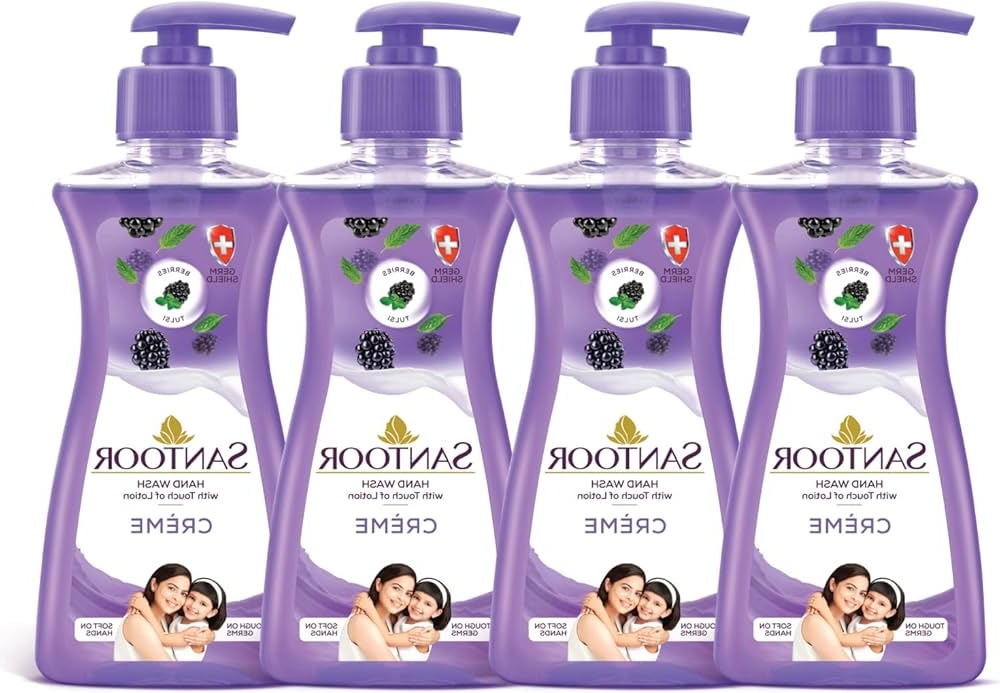 GERM
SHIELD
BERRIES
TULSI
SANTOOR
HAND WASH
with Touch of Lotion
CRÈME
TOUGH ON
GERMS
SOFT ON
HANDS
GERM
SHIELD
BERRIES
TULSI
SANTOOR
HAND WASH
with Touch of Lotion
CRÈME
TOUGH ON
GERMS
SOFT ON
HANDS
GERM
SHIELD
BERRIES
TULSI
SANTOOR
HAND WASH
with Touch of Lotion
CRÈME
TOUGH ON
GERMS
SOFT ON
HANDS
GERM
SHIELD
BERRIES
TULSI
SANTOOR
HAND WASH
with Touch of Lotion
CRÈME
TOUGH ON
GERMS
SOFT ON
HANDS